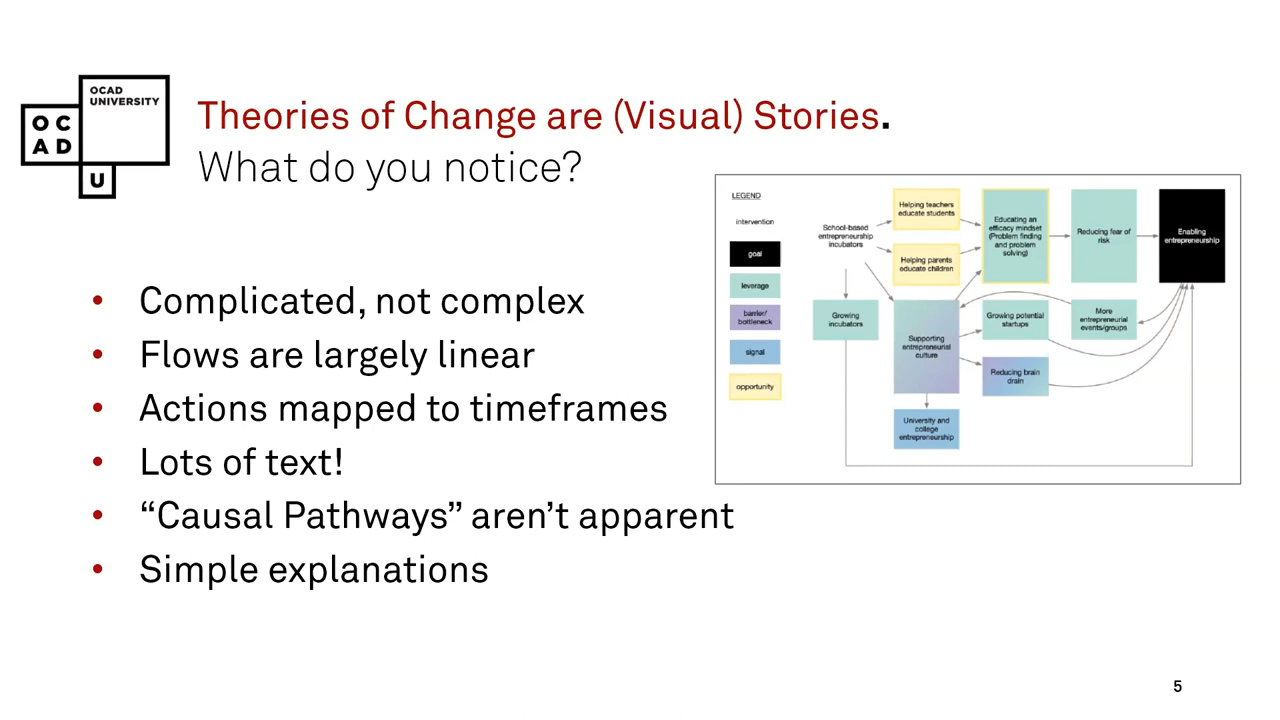 OCAD
UNIVERSITY
O C
A D
U
Theories of Change are (Visual) Stories.
What do you notice?
• Complicated, not complex
• Flows are largely linear
• Actions mapped to timeframes
• Lots of text!
• “Causal Pathways” aren’t apparent
• Simple explanations
LEGEND
intervention
goal
leverage
barrier/
bottleneck
signal
opportunity
School-based
entrepreneurship
incubators
Helping teachers
educate students
Helping parents
educate children
Educating an
efficacy mindset
(Problem finding
and problem
solving)
Reducing fear of
risk
Enabling
entrepreneurship
Growing
incubators
Supporting
entrepreneurial
culture
Growing potential
startups
More
entrepreneurial
events/groups
Reducing brain
drain
University and
college
entrepreneurship
5